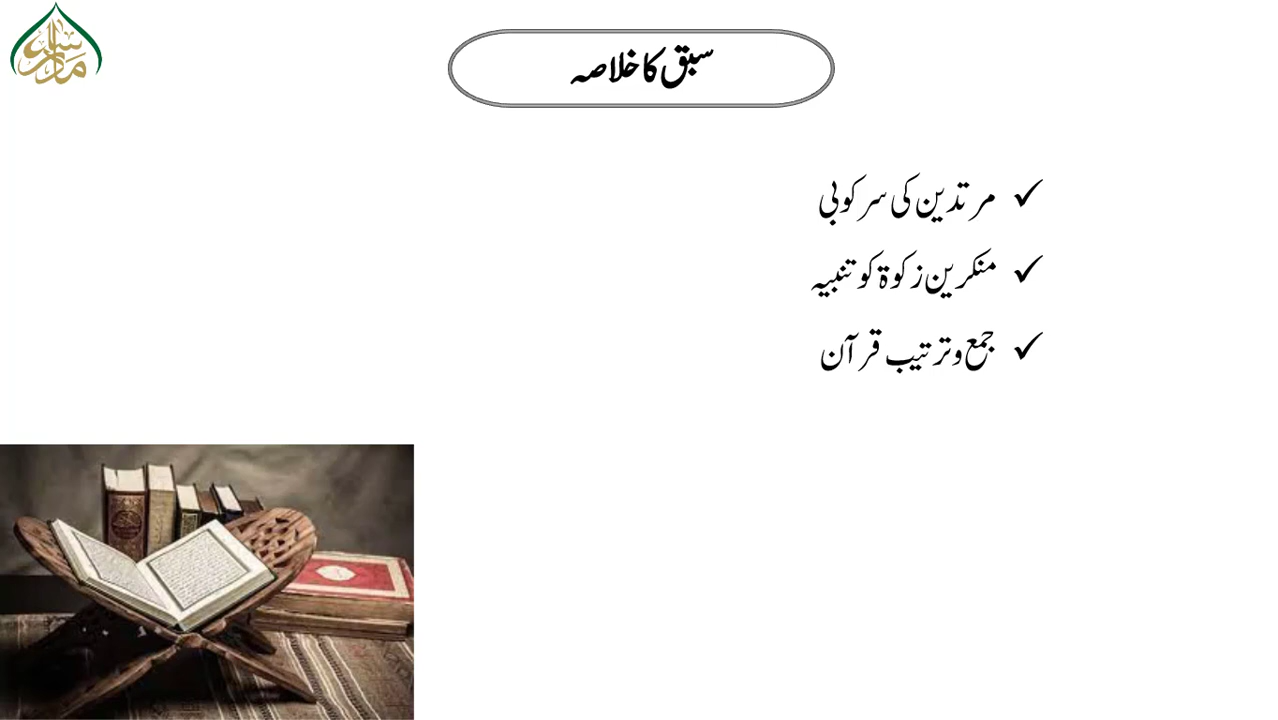 سبق کا خلاصہ
مرتدین کی سرکوبی
منکرین زکوۃ کو تنبیہ
جمع و ترتیب قرآن